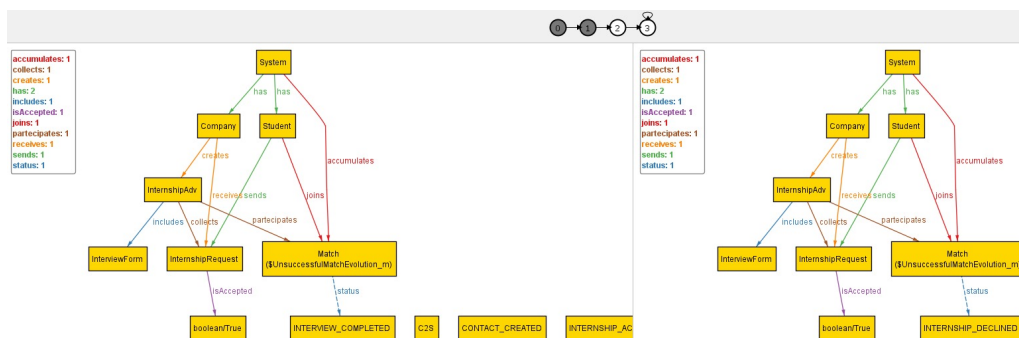 0 1 2 3
accumulates: 1
collects: 1
creates: 1
has: 2
includes: 1
isAccepted: 1
joins: 1
partecipates: 1
receives: 1
sends: 1
status: 1
System
has has
Company Student
creates
accumulates
InternshipAdv
receives sends joins
includes collects partecipates
InterviewForm InternshipRequest Match
($UnsuccessfulMatchEvolution_m)
isAccepted status
boolean/True INTERVIEW_COMPLETED C2S CONTACT_CREATED INTERNSHIP_AC
accumulates: 1
collects: 1
creates: 1
has: 2
includes: 1
isAccepted: 1
joins: 1
partecipates: 1
receives: 1
sends: 1
status: 1
System
has has
Company Student
creates
accumulates
InternshipAdv
receives sends joins
includes collects partecipates
InterviewForm InternshipRequest Match
($UnsuccessfulMatchEvolution_m)
isAccepted status
boolean/True INTERNSHIP_DECLINED